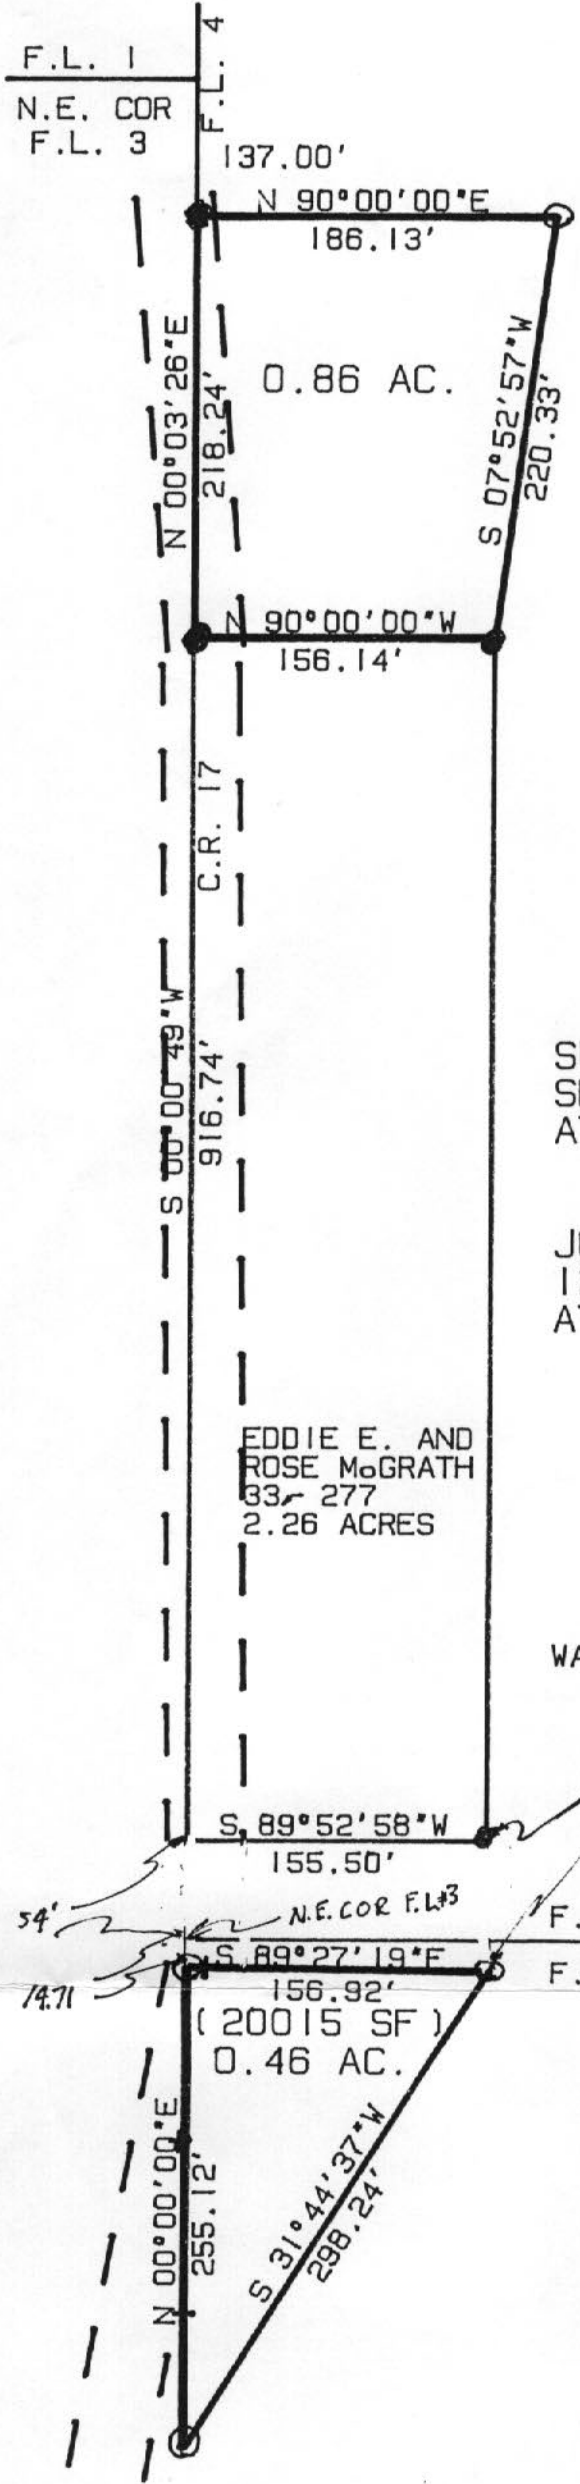 F.L. 1
F.L. 4
N.E. COR
F.L. 3
137.00'
N 90°00'00"E
186.13'
N 00°03'26"E
218.24'
0.86 AC.
S 07°52'57"W
220.33'
N 90°00'00"W
156.14'
C.R. 17
S 00°00'49"W
916.74'
EDDIE E. AND
ROSE McGRATH
33-277
2.26 ACRES
WA
S 89°52'58"W
155.50'
54'
N.E. COR F.L#3
F.
14.71
S 89°27'19"E
F.
156.92'
(20015 SF)
0.46 AC.
N 00°00'00"E
255.12'
S 31°44'37"W
298.24'